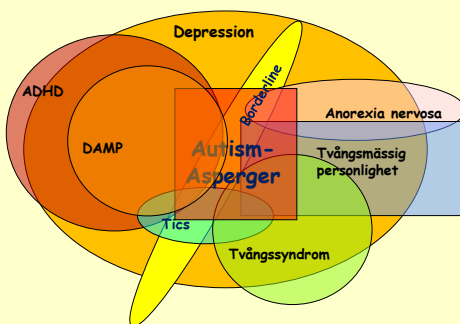 Depression
ADHD
Borderline
Anorexia nervosa
DAMP
Autism-
Asperger
Tvångsmässig
personlighet
Tics
Tvångssyndrom